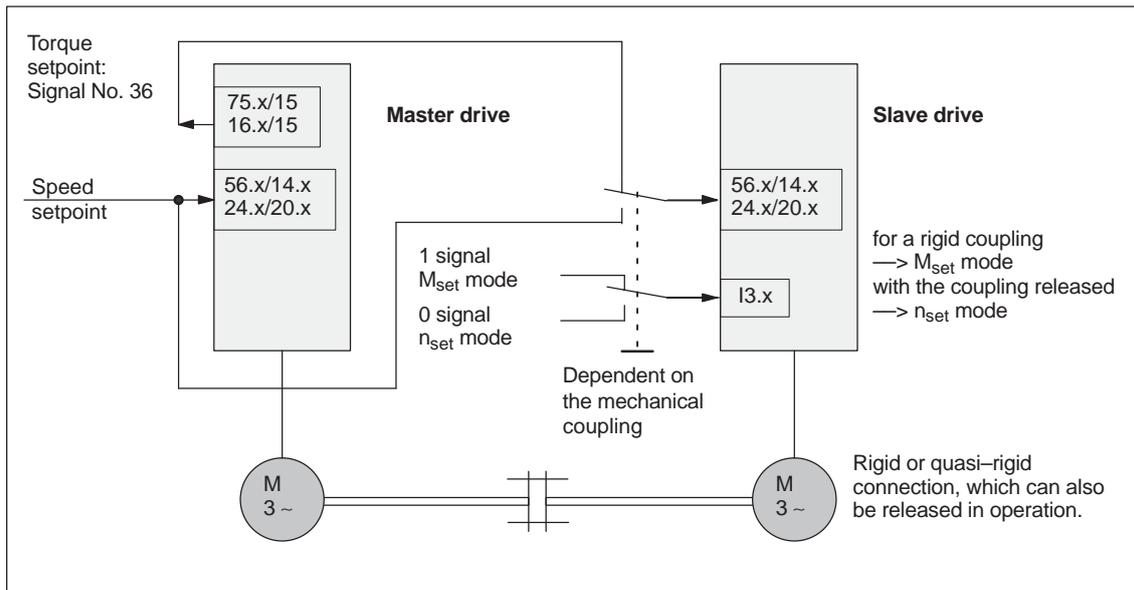 Torque
setpoint:
Signal No. 36
75.x/15
16.x/15
Master drive
Slave drive
Speed
setpoint
56.x/14.x
24.x/20.x
56.x/14.x
24.x/20.x
1 signal
Mset mode
0 signal
nset mode
I3.x
for a rigid coupling
—> Mset mode
with the coupling released
—> nset mode
Dependent on
the mechanical
coupling
M
3 ~
M
3 ~
Rigid or quasi–rigid
connection, which can also
be released in operation.